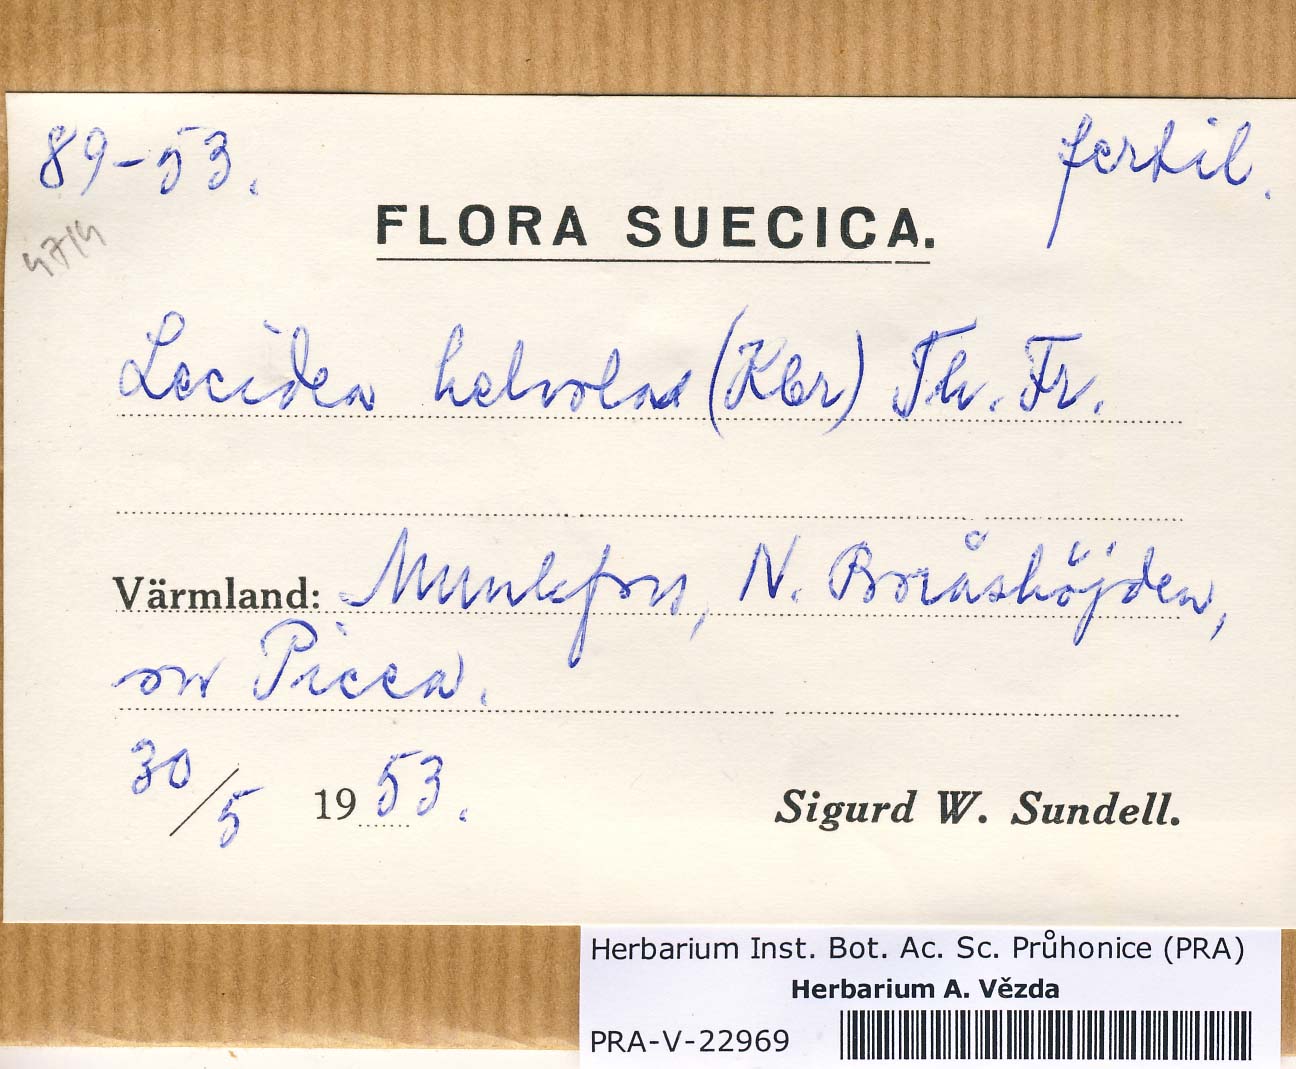 89-53.
fertil.
4714
FLORA SUECICA.
Lecidea helvola (Kbr) Th. Fr.
Värmland: Munkfors, N. Boråshöjden,
on Picea.
30/5 1953.
Sigurd W. Sundell.
Herbarium Inst. Bot. Ac. Sc. Průhonice (PRA)
Herbarium A. Vězda
PRA-V-22969